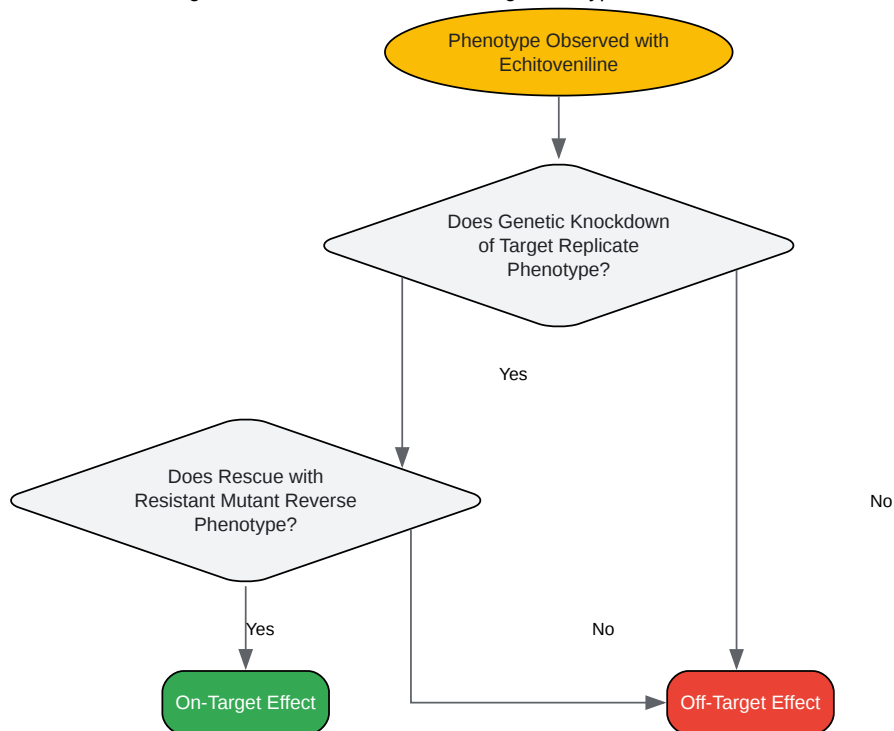 Phenotype Observed with
Echitoveniline
Does Genetic Knockdown
of Target Replicate
Phenotype?
Yes
Does Rescue with
Resistant Mutant Reverse
Phenotype?
No
Yes
No
On-Target Effect
Off-Target Effect